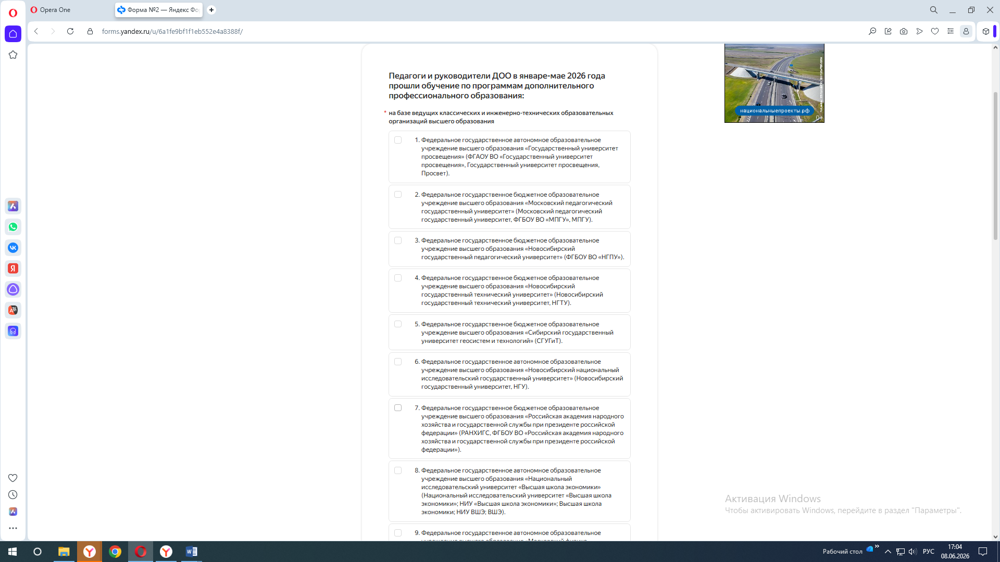 Opera One
Форма №2 — Яндекс Фо
forms.yandex.ru/u/6a1fe9bf1f1eb552e4a8388f/
национальныепроекты.рф
0+
Педагоги и руководители ДОО в январе-мае 2026 года
прошли обучение по программам дополнительного
профессионального образования:
* на базе ведущих классических и инженерно-технических образовательных
организаций высшего образования
1. Федеральное государственное автономное образовательное
учреждение высшего образования «Государственный университет
просвещения» (ФГАОУ ВО «Государственный университет
просвещения», Государственный университет просвещения,
Просвет).
2. Федеральное государственное бюджетное образовательное
учреждение высшего образования «Московский педагогический
государственный университет» (Московский педагогический
государственный университет, ФГБОУ ВО «МПГУ», МПГУ).
3. Федеральное государственное бюджетное образовательное
учреждение высшего образования «Новосибирский
государственный педагогический университет» (ФГБОУ ВО «НГПУ»).
4. Федеральное государственное бюджетное образовательное
учреждение высшего образования «Новосибирский
государственный технический университет» (Новосибирский
государственный технический университет, НГТУ).
5. Федеральное государственное бюджетное образовательное
учреждение высшего образования «Сибирский государственный
университет геосистем и технологий» (СГУГиТ).
6. Федеральное государственное автономное образовательное
учреждение высшего образования «Новосибирский национальный
исследовательский государственный университет» (Новосибирский
государственный университет, НГУ).
7. Федеральное государственное бюджетное образовательное
учреждение высшего образования «Российская академия народного
хозяйства и государственной службы при президенте российской
федерации» (РАНХИГС, ФГБОУ ВО «Российская академия народного
хозяйства и государственной службы при президенте российской
федерации»).
8. Федеральное государственное автономное образовательное
учреждение высшего образования «Национальный
исследовательский университет «Высшая школа экономики»
(Национальный исследовательский университет «Высшая школа
экономики»; НИУ «Высшая школа экономики»; Высшая школа
экономики; НИУ ВШЭ; ВШЭ).
9. Федеральное государственное автономное образовательное
Активация Windows
Чтобы активировать Windows, перейдите в раздел "Параметры".
Рабочий стол
РУС
17:04
08.06.2026